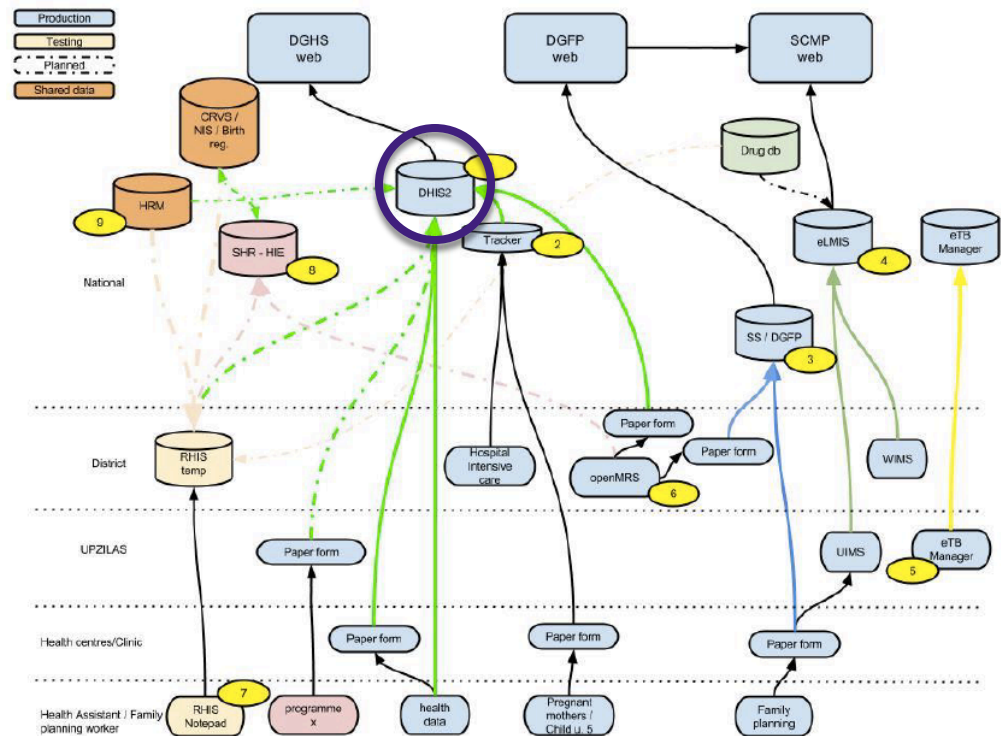 Production
Testing
Planned
Shared data
DGHS
web
DGFP
web
SCMP
web
CRVS /
NIS / Birth
reg.
Drug db
DHIS2
HRM
9
SHR - HIE
8
Tracker
2
eLMIS
4
eTB
Manager
National
SS / DGFP
3
Paper form
Paper form
RHIS
temp
District
Hospital
Intensive
care
openMRS
6
WIMS
UPZILAS
Paper form
UIMS
eTB
Manager
5
Health centres/Clinic
Paper form
Paper form
Paper form
7
Health Assistant / Family
planning worker
RHIS
Notepad
programme
x
health
data
Pregnant
mothers /
Child u. 5
Family
planning